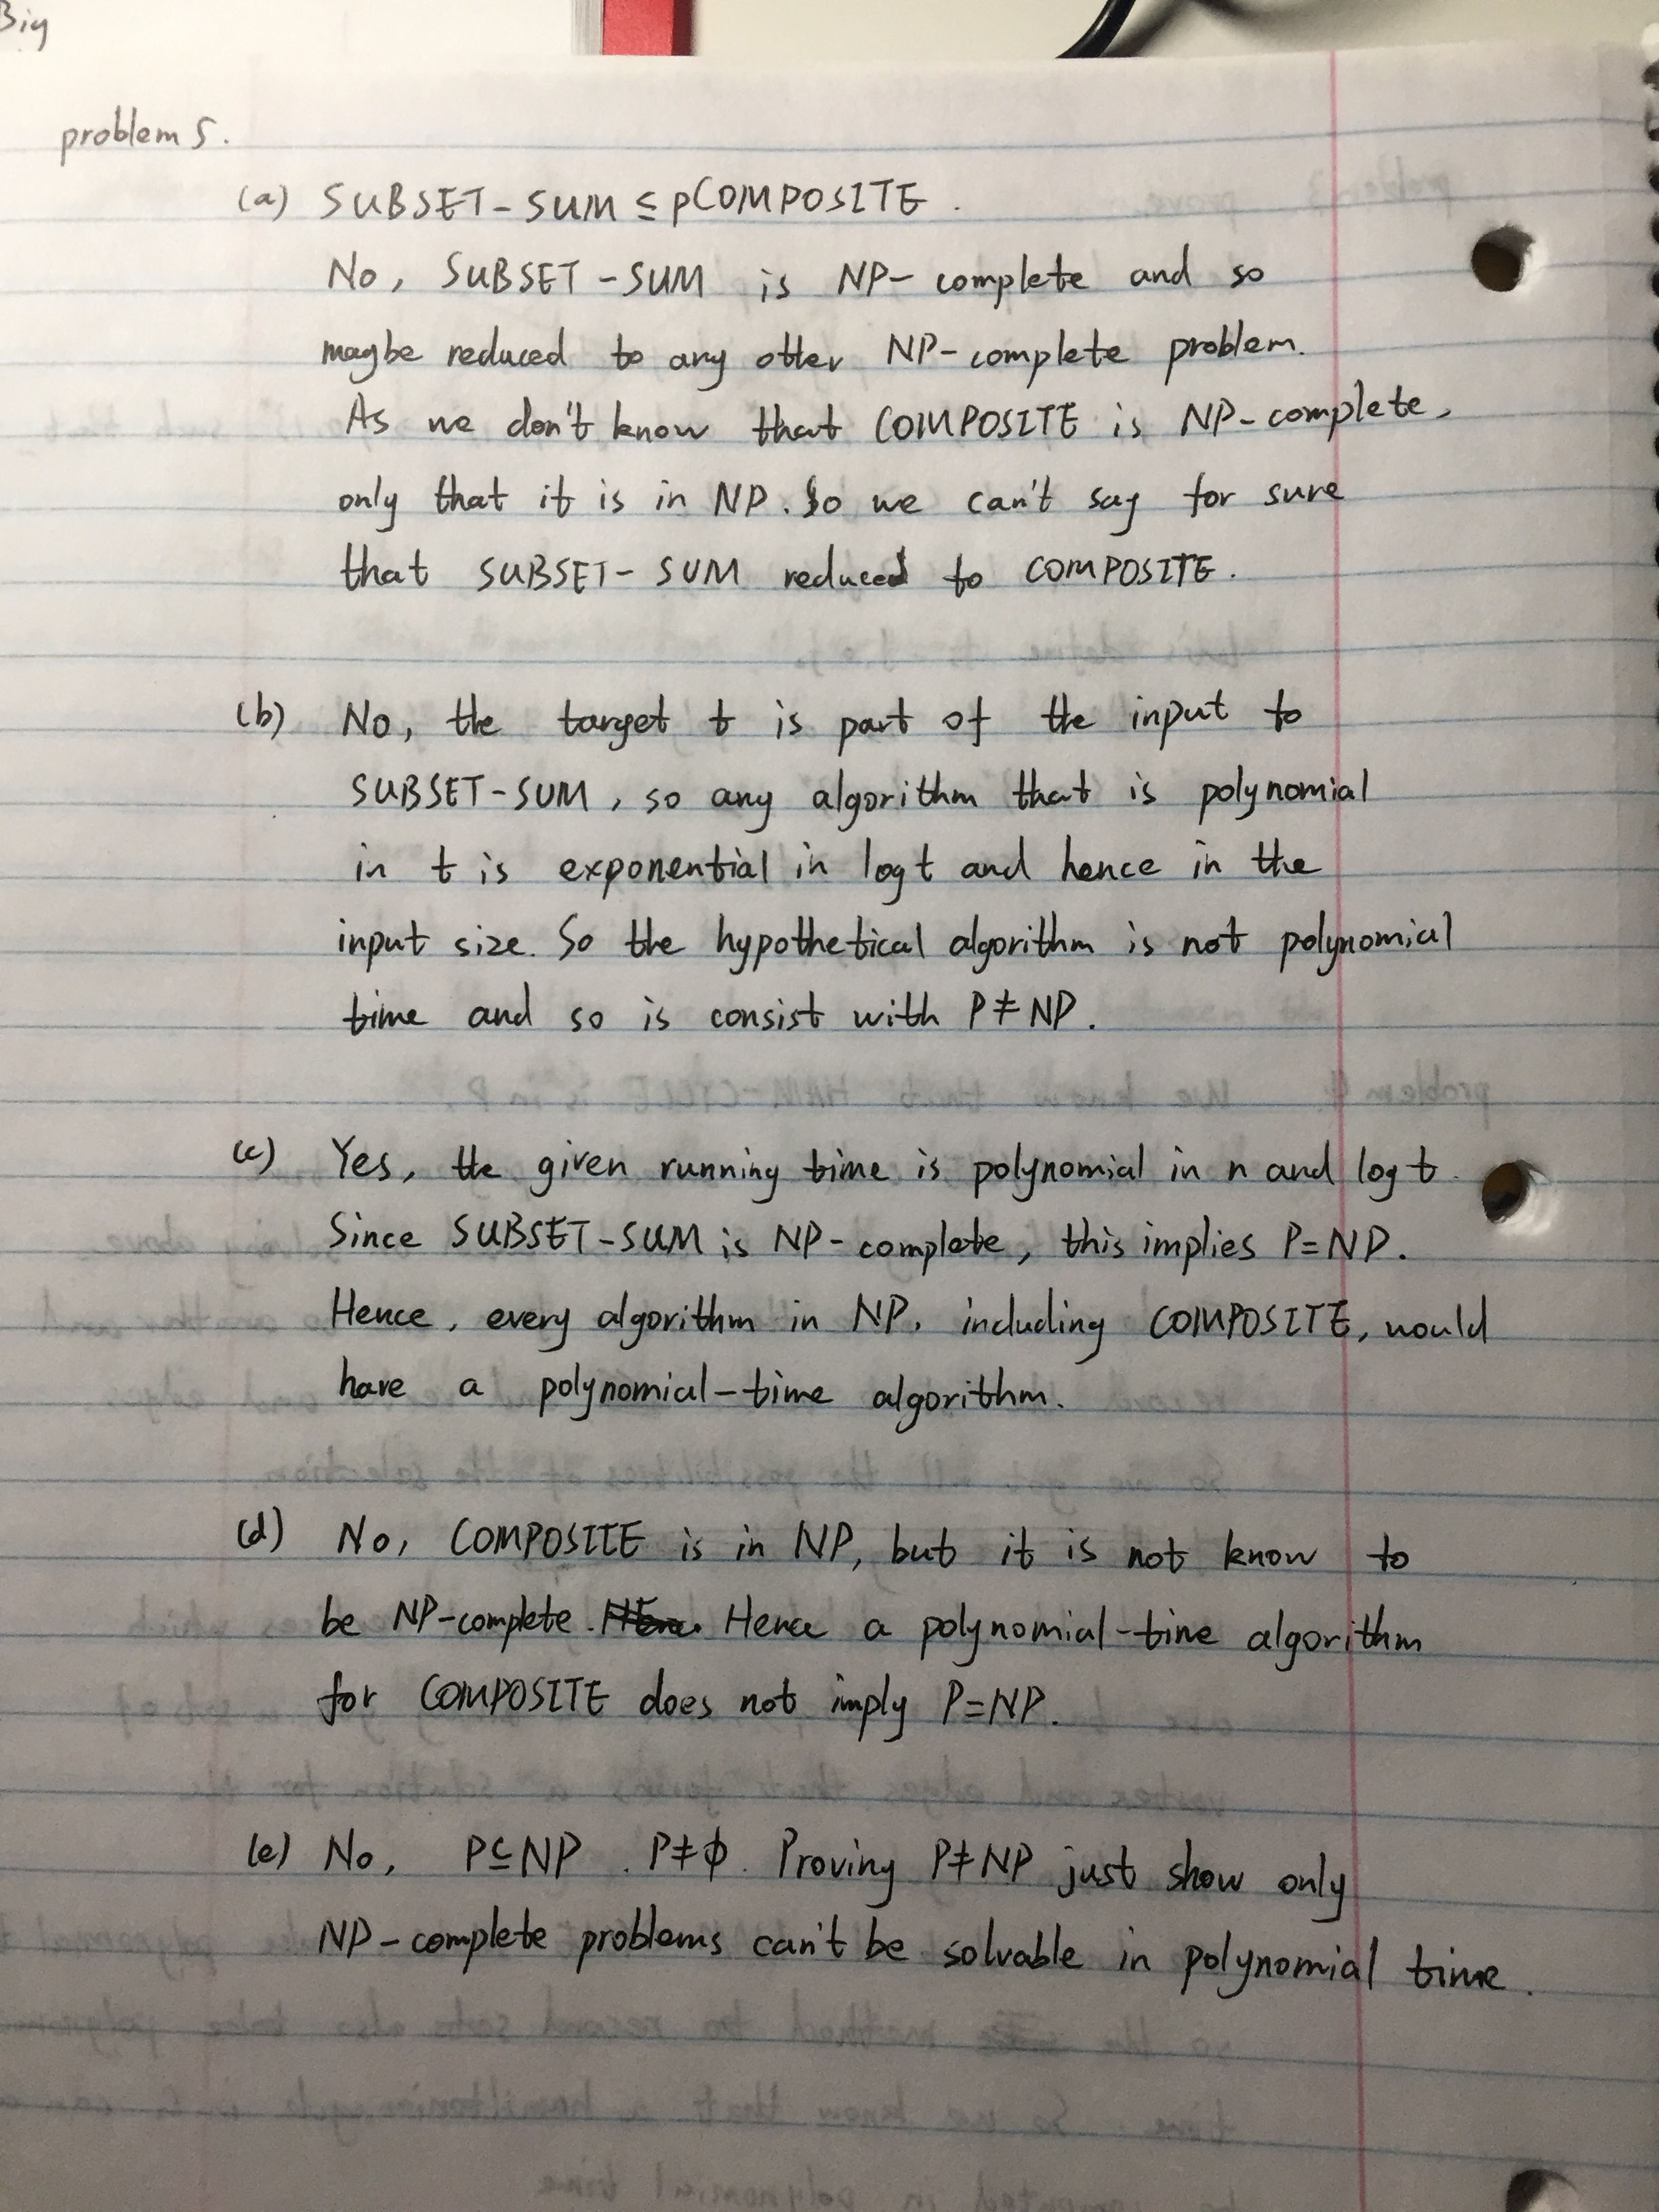 Big
problem 5.
(a) SUBSET-SUM ≤ pCOMPOSITE.
No, SUBSET-SUM is NP-complete and so
maybe reduced to any other NP-complete problem.
As we don't know that COMPOSITE is NP-complete,
only that it is in NP. So we can't say for sure
that SUBSET-SUM reduced to COMPOSITE.
(b) No, the target t is part of the input to
SUBSET-SUM, so any algorithm that is polynomial
in t is exponential in log t and hence in the
input size. So the hypothetical algorithm is not polynomial
time and so is consist with P≠NP.
(c) Yes, the given running time is polynomial in n and log t.
Since SUBSET-SUM is NP-complete, this implies P=NP.
Hence, every algorithm in NP, including COMPOSITE, would
have a polynomial-time algorithm.
(d) No, COMPOSITE is in NP, but it is not know to
be NP-complete. Hence a polynomial-time algorithm
for COMPOSITE does not imply P=NP.
(e) No, P⊆NP. P≠ϕ. Proving P≠NP just show only
NP-complete problems can't be solvable in polynomial time.